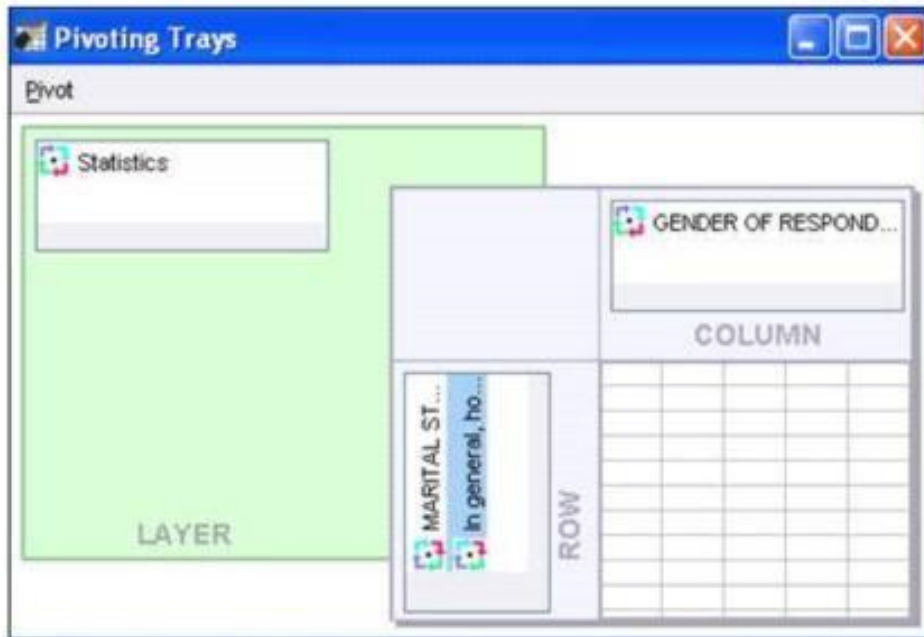 Pivoting Trays
Pivot
Statistics
GENDER OF RESPOND...
COLUMN
MARITAL ST...
In general, ho...
ROW
LAYER